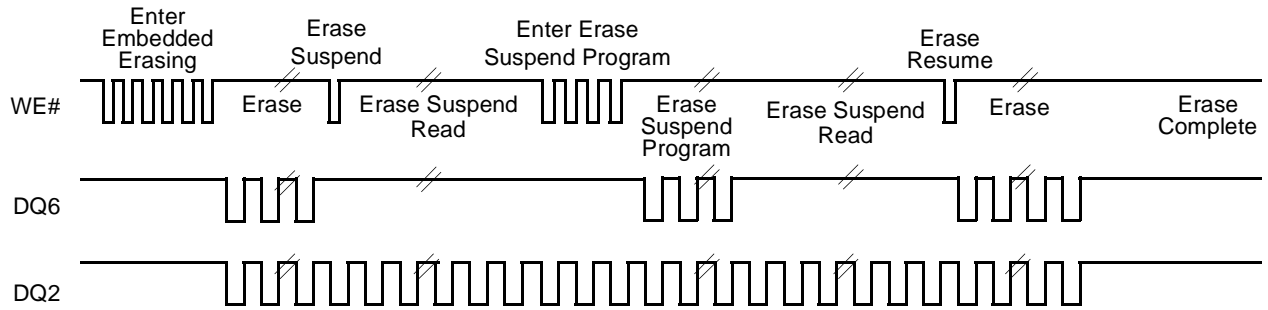 Enter
Embedded
Erasing
Erase
Suspend
Enter Erase
Suspend Program
Erase
Resume
WE#
Erase
Erase Suspend
Read
Erase
Suspend
Program
Erase Suspend
Read
Erase
Erase
Complete
DQ6
DQ2